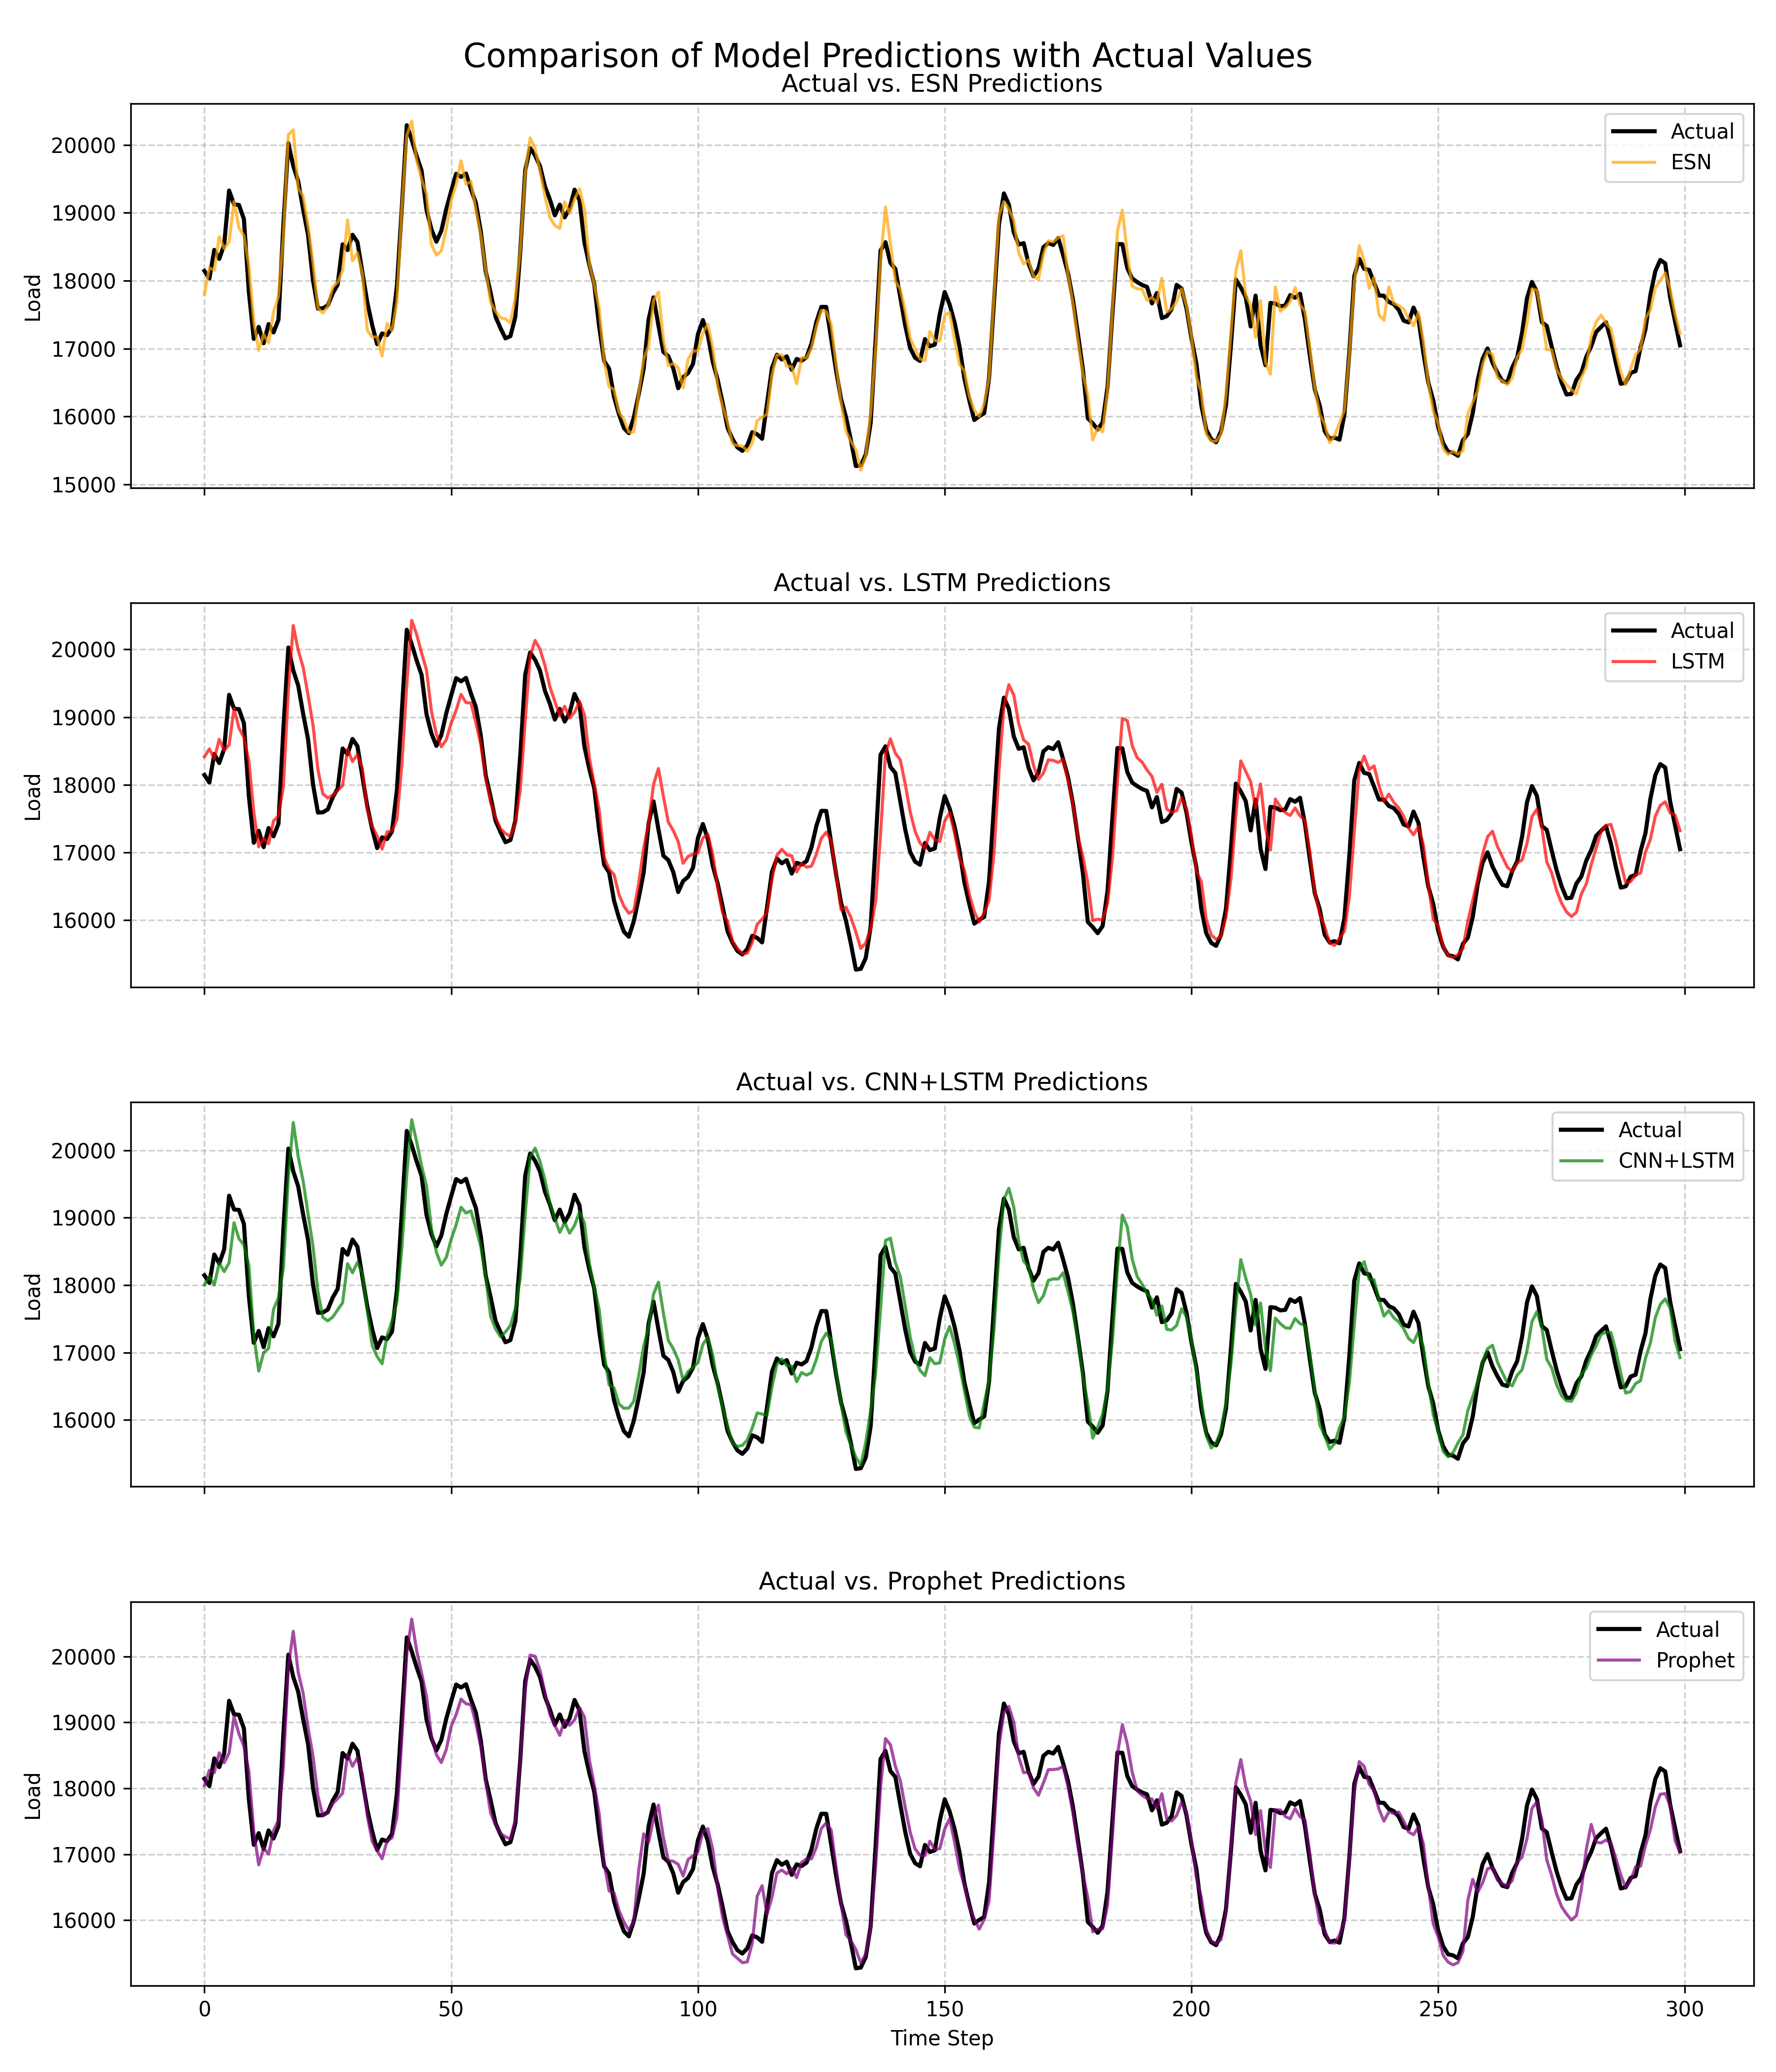 Comparison of Model Predictions with Actual Values
Actual vs. ESN Predictions
Load
20000
19000
18000
17000
16000
15000
Actual
ESN
Actual vs. LSTM Predictions
Load
20000
19000
18000
17000
16000
Actual
LSTM
Actual vs. CNN+LSTM Predictions
Load
20000
19000
18000
17000
16000
Actual
CNN+LSTM
Actual vs. Prophet Predictions
Load
20000
19000
18000
17000
16000
Actual
Prophet
0 50 100 150 200 250 300
Time Step